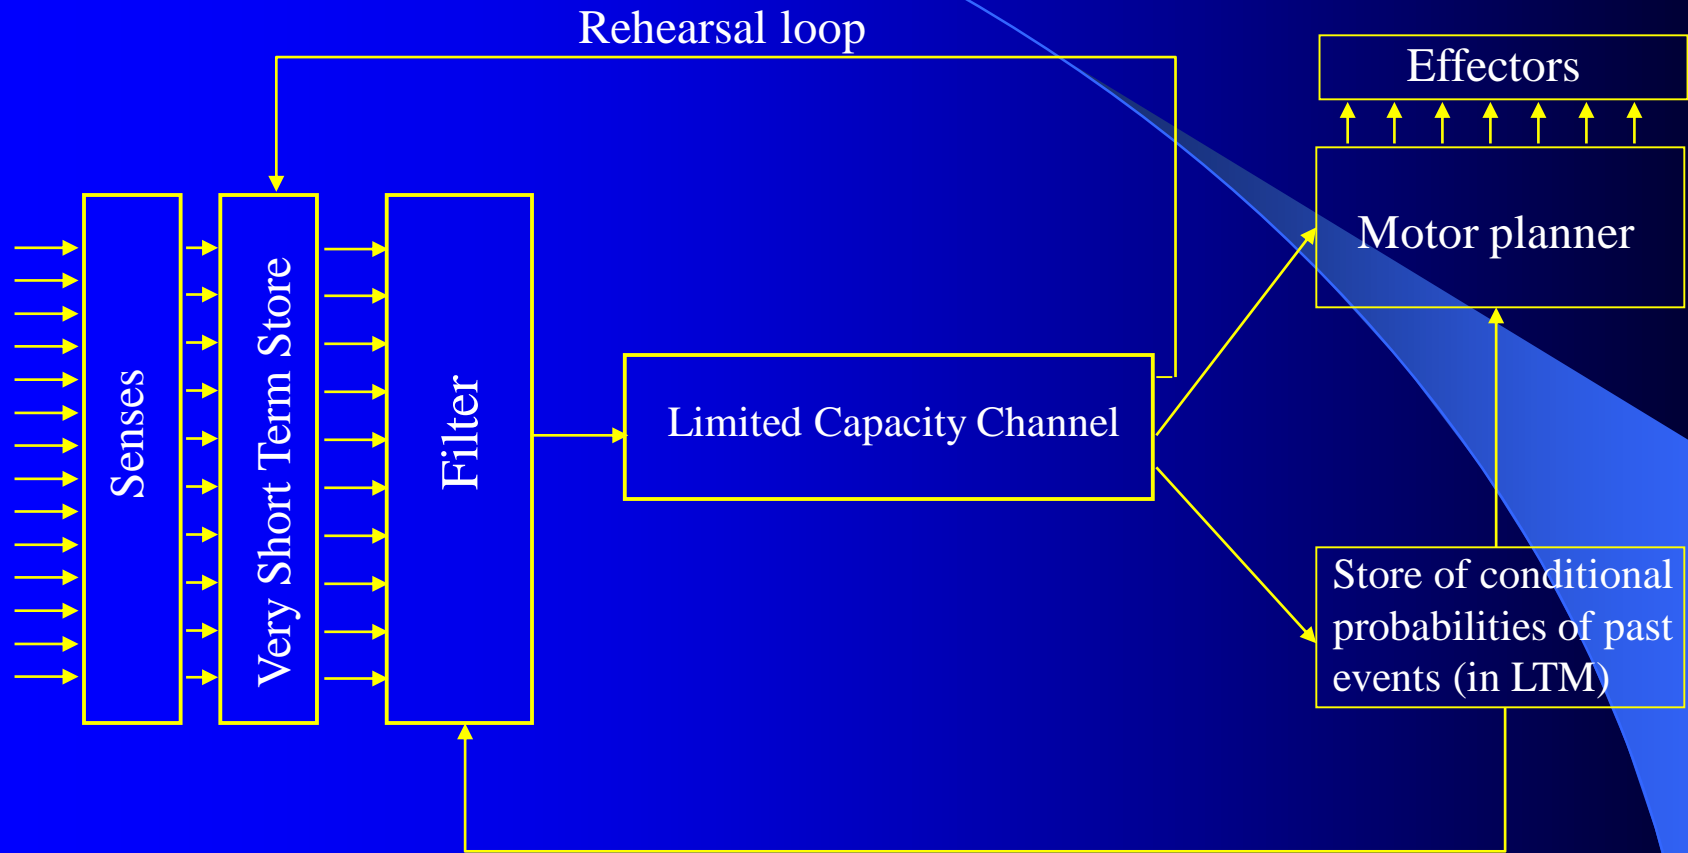 Rehearsal loop
Effectors
Motor planner
Senses
Very Short Term Store
Filter
Limited Capacity Channel
Store of conditional
probabilities of past
events (in LTM)